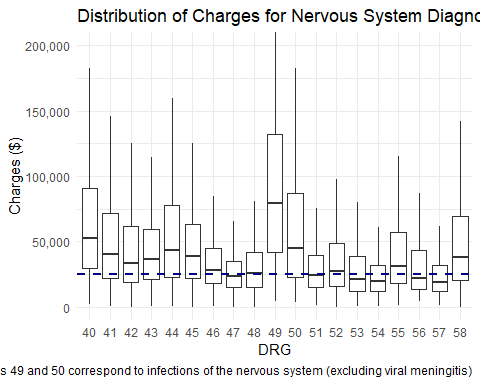 Distribution of Charges for Nervous System Diagno
200,000
150,000
100,000
50,000
0
Charges ($)
40 41 42 43 44 45 46 47 48 49 50 51 52 53 54 55 56 57 58
DRG
s 49 and 50 correspond to infections of the nervous system (excluding viral meningitis)